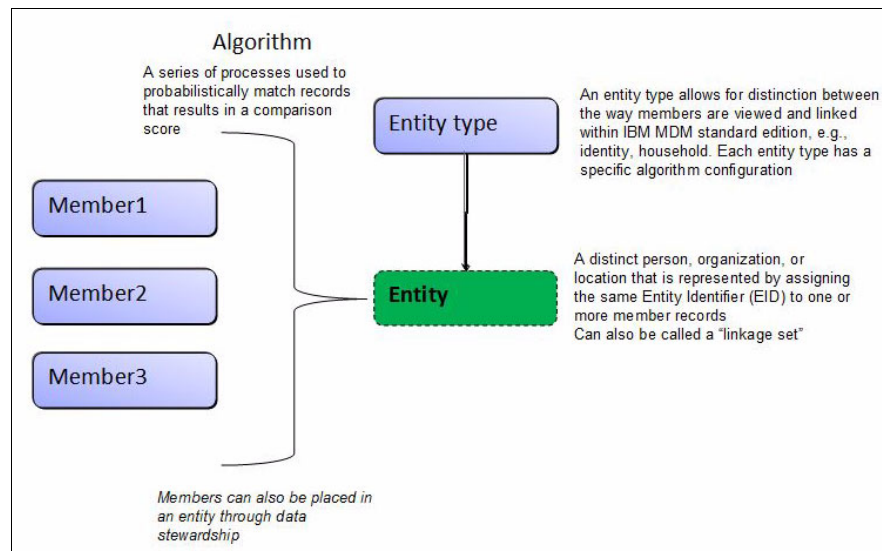 Algorithm
A series of processes used to
probabilistically match records
that results in a comparison
score
Entity type
An entity type allows for distinction between
the way members are viewed and linked
within IBM MDM standard edition, e.g.,
identity, household. Each entity type has a
specific algorithm configuration
Member1
Member2
Member3
Entity
A distinct person, organization, or
location that is represented by assigning
the same Entity Identifier (EID) to one or
more member records
Can also be called a “linkage set”
Members can also be placed in
an entity through data
stewardship